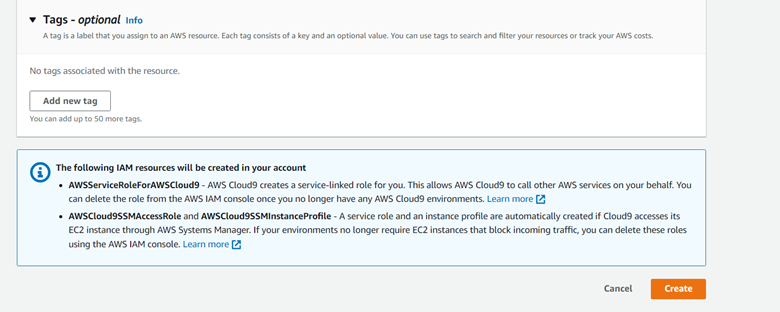 Tags - optional Info
A tag is a label that you assign to an AWS resource. Each tag consists of a key and an optional value. You can use tags to search and filter your resources or track your AWS costs.
No tags associated with the resource.
Add new tag
You can add up to 50 more tags.
The following IAM resources will be created in your account
• AWSServiceRoleForAWSCloud9 - AWS Cloud9 creates a service-linked role for you. This allows AWS Cloud9 to call other AWS services on your behalf. You
can delete the role from the AWS IAM console once you no longer have any AWS Cloud9 environments. Learn more
• AWSCloud9SSMAccessRole and AWSCloud9SSMInstanceProfile - A service role and an instance profile are automatically created if Cloud9 accesses its
EC2 instance through AWS Systems Manager. If your environments no longer require EC2 instances that block incoming traffic, you can delete these roles
using the AWS IAM console. Learn more
Cancel Create